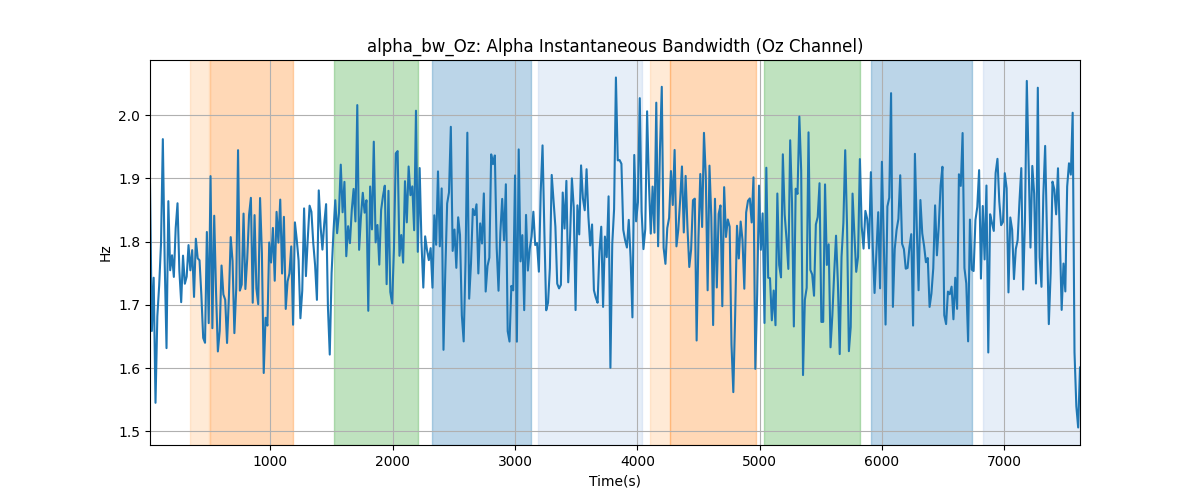 alpha_bw_Oz: Alpha Instantaneous Bandwidth (Oz Channel)
Hz
2.0
1.9
1.8
1.7
1.6
1.5
1000 2000 3000 4000 5000 6000 7000
Time(s)